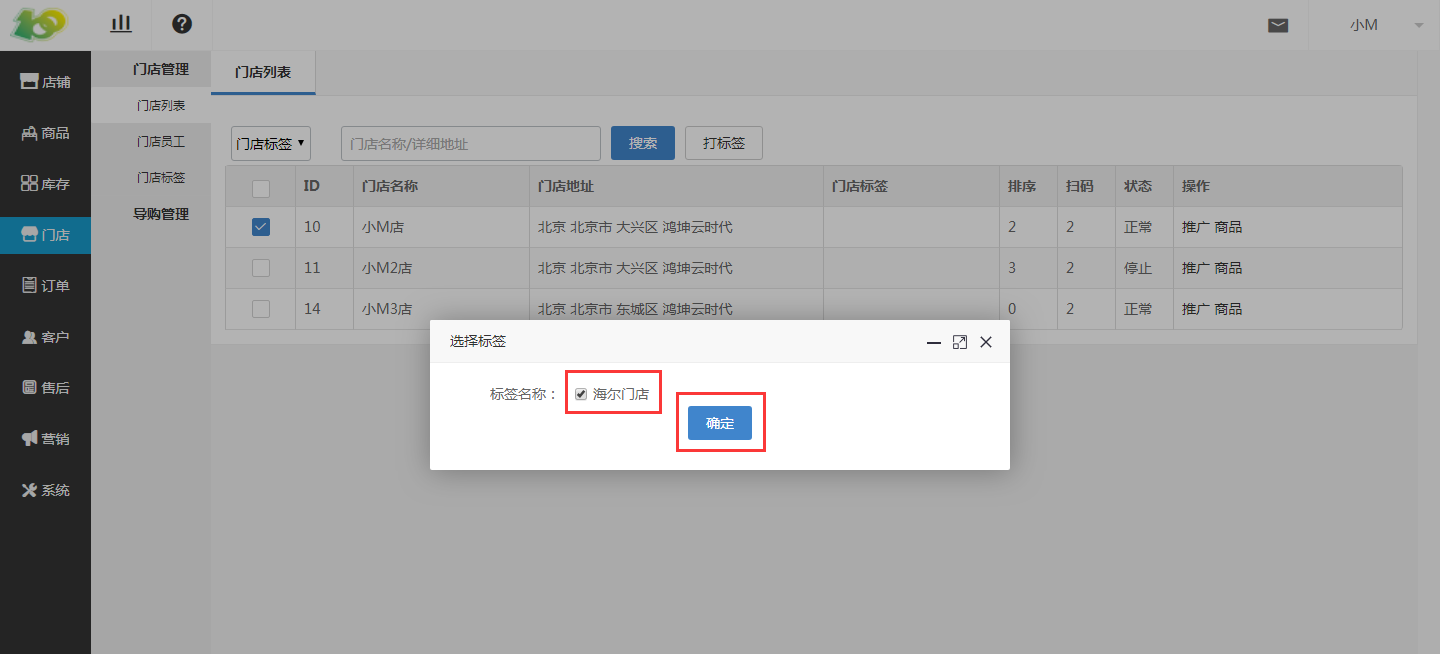 小M
店铺
商品
库存
门店
订单
客户
售后
营销
系统
门店管理
门店列表
门店员工
门店标签
导购管理
门店列表
门店标签 门店名称/详细地址 搜索 打标签
ID 门店名称 门店地址 门店标签 排序 扫码 状态 操作
10 小M店 北京 北京市 大兴区 鸿坤云时代 2 2 正常 推广 商品
11 小M2店 北京 北京市 大兴区 鸿坤云时代 3 2 停止 推广 商品
14 小M3店 北京 北京市 东城区 鸿坤云时代 0 2 正常 推广 商品
选择标签
标签名称： 海尔门店
确定